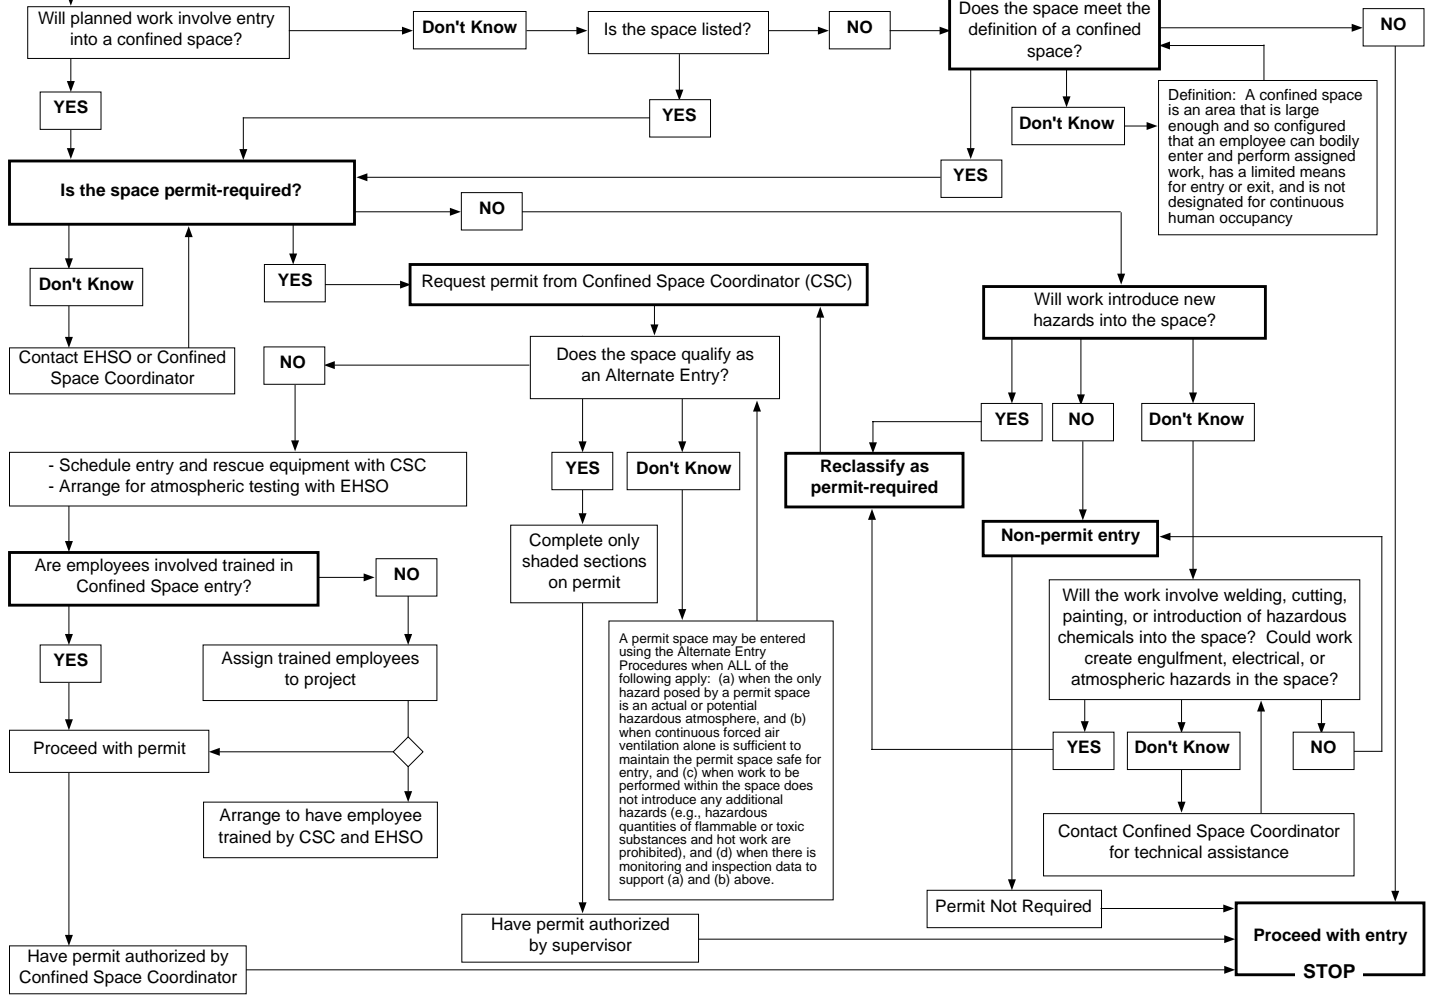 Will planned work involve entry
into a confined space?
Don't Know
Is the space listed?
NO
Does the space meet the
definition of a confined
space?
NO
YES
YES
Don't Know
Definition:  A confined space
is an area that is large
enough and so configured
that an employee can bodily
enter and perform assigned
work, has a limited means
for entry or exit, and is not
designated for continuous
human occupancy
YES
Is the space permit-required?
NO
Don't Know
YES
Request permit from Confined Space Coordinator (CSC)
Will work introduce new
hazards into the space?
Contact EHSO or Confined
Space Coordinator
NO
Does the space qualify as
an Alternate Entry?
YES
NO
Don't Know
- Schedule entry and rescue equipment with CSC
- Arrange for atmospheric testing with EHSO
YES
Don't Know
Reclassify as
permit-required
Complete only
shaded sections
on permit
Non-permit entry
Are employees involved trained in
Confined Space entry?
NO
Will the work involve welding, cutting,
painting, or introduction of hazardous
chemicals into the space?  Could work
create engulfment, electrical, or
atmospheric hazards in the space?
YES
Assign trained employees
to project
A permit space may be entered
using the Alternate Entry
Procedures when ALL of the
following apply:  (a) when the only
hazard posed by a permit space
is an actual or potential
hazardous atmosphere, and (b)
when continuous forced air
ventilation alone is sufficient to
maintain the permit space safe for
entry, and (c) when work to be
performed within the space does
not introduce any additional
hazards (e.g., hazardous
quantities of flammable or toxic
substances and hot work are
prohibited), and (d) when there is
monitoring and inspection data to
support (a) and (b) above.
Proceed with permit
YES
Don't Know
NO
Arrange to have employee
trained by CSC and EHSO
Contact Confined Space Coordinator
for technical assistance
Permit Not Required
Have permit authorized
by supervisor
Proceed with entry
STOP
Have permit authorized by
Confined Space Coordinator